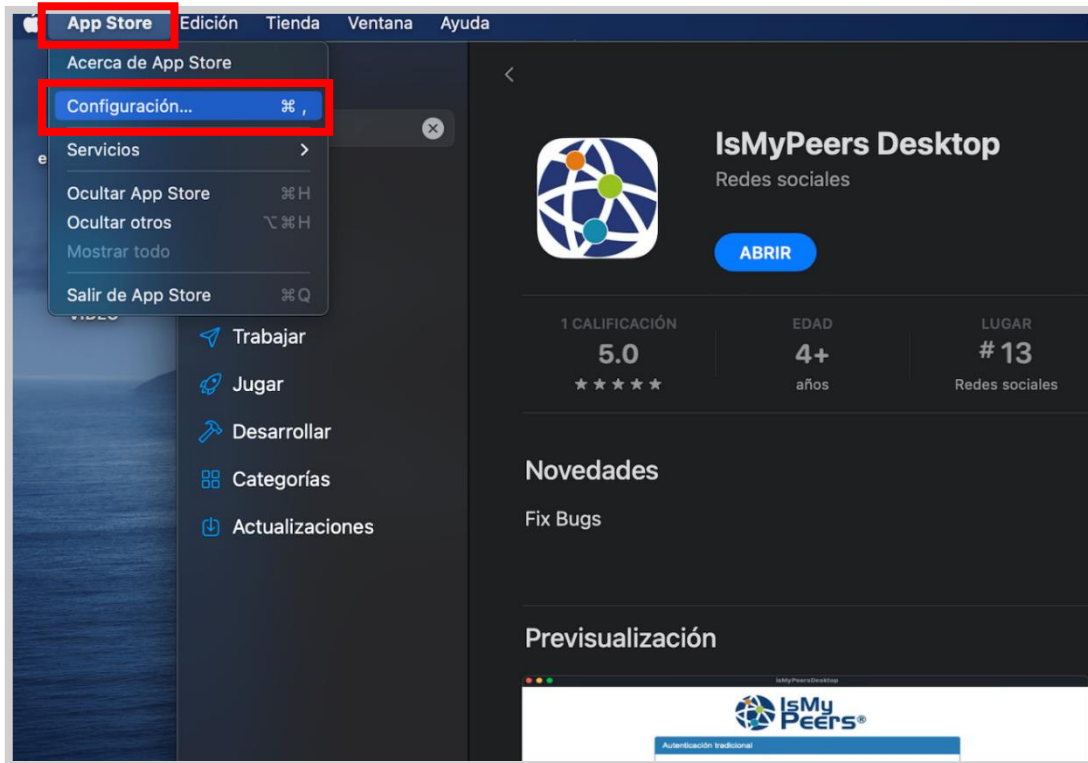 App Store Edición Tienda Ventana Ayuda
Acerca de App Store
Configuración... ⌘ ,
Servicios
Ocultar App Store ⌘ H
Ocultar otros ⌥ ⌘ H
Mostrar todo
Salir de App Store ⌘ Q
Trabajar
Jugar
Desarrollar
Categorías
Actualizaciones
IsMyPeers Desktop
Redes sociales
ABRIR
1 CALIFICACIÓN
5.0
★★★★★
EDAD
4+
años
LUGAR
#13
Redes sociales
Novedades
Fix Bugs
Previsualización
IsMyPeersDesktop
IsMy
Peers®
Autenticación tradicional